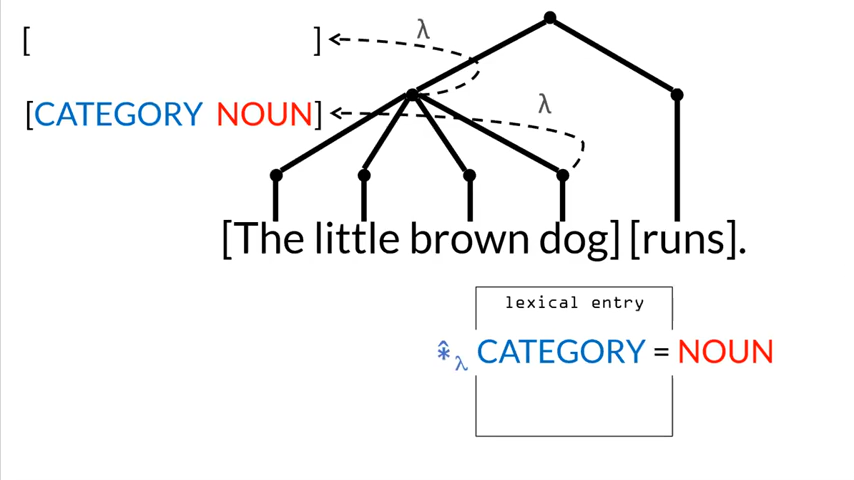 [ ] λ
[CATEGORY NOUN] λ
[The little brown dog] [runs].
lexical entry
*̂λ CATEGORY = NOUN